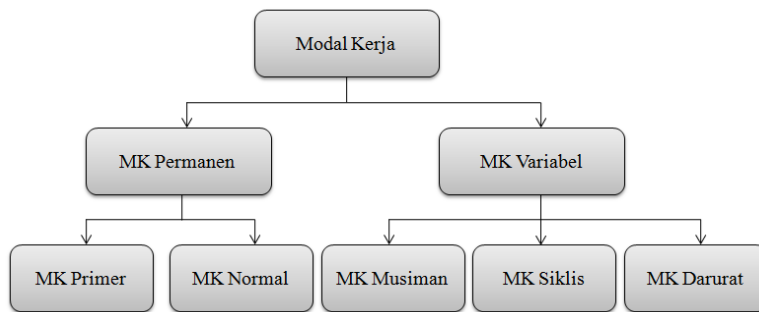 Modal Kerja
MK Permanen
MK Variabel
MK Primer
MK Normal
MK Musiman
MK Siklis
MK Darurat